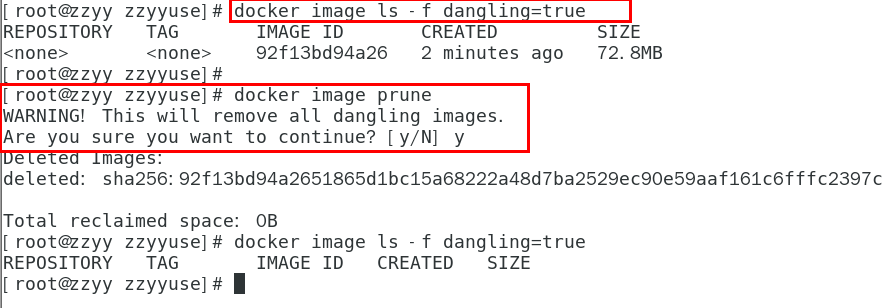 [root@zzyy zzyyuse]# docker image ls -f dangling=true
REPOSITORY   TAG       IMAGE ID       CREATED         SIZE
<none>       <none>    92f13bd94a26   2 minutes ago   72.8MB
[root@zzyy zzyyuse]#
[root@zzyy zzyyuse]# docker image prune
WARNING! This will remove all dangling images.
Are you sure you want to continue? [y/N] y
Deleted Images:
deleted: sha256:92f13bd94a2651865d1bc15a68222a48d7ba2529ec90e59aaf161c6fffc2397c

Total reclaimed space: 0B
[root@zzyy zzyyuse]# docker image ls -f dangling=true
REPOSITORY   TAG       IMAGE ID   CREATED   SIZE
[root@zzyy zzyyuse]#